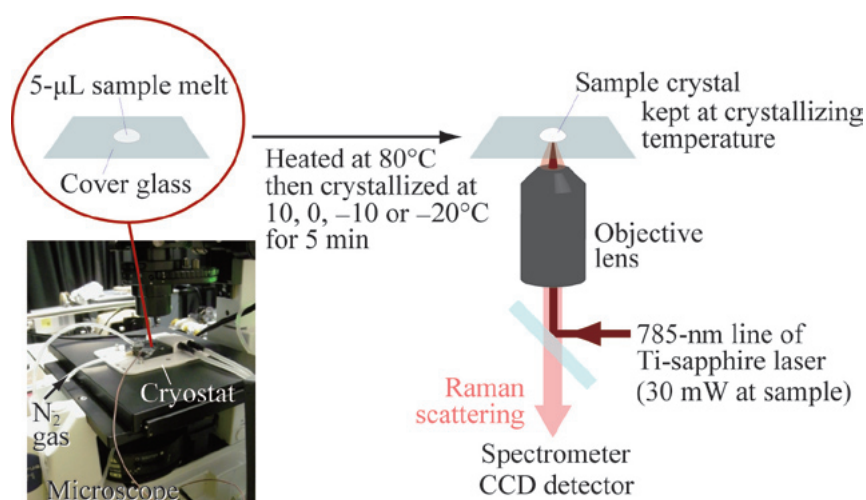 5-μL sample melt
Cover glass
Heated at 80°C
then crystallized at
10, 0, –10 or –20°C
for 5 min
Sample crystal
kept at crystallizing
temperature
Objective
lens
785-nm line of
Ti-sapphire laser
(30 mW at sample)
Raman
scattering
Spectrometer
CCD detector
Cryostat
N2
gas
Microscope